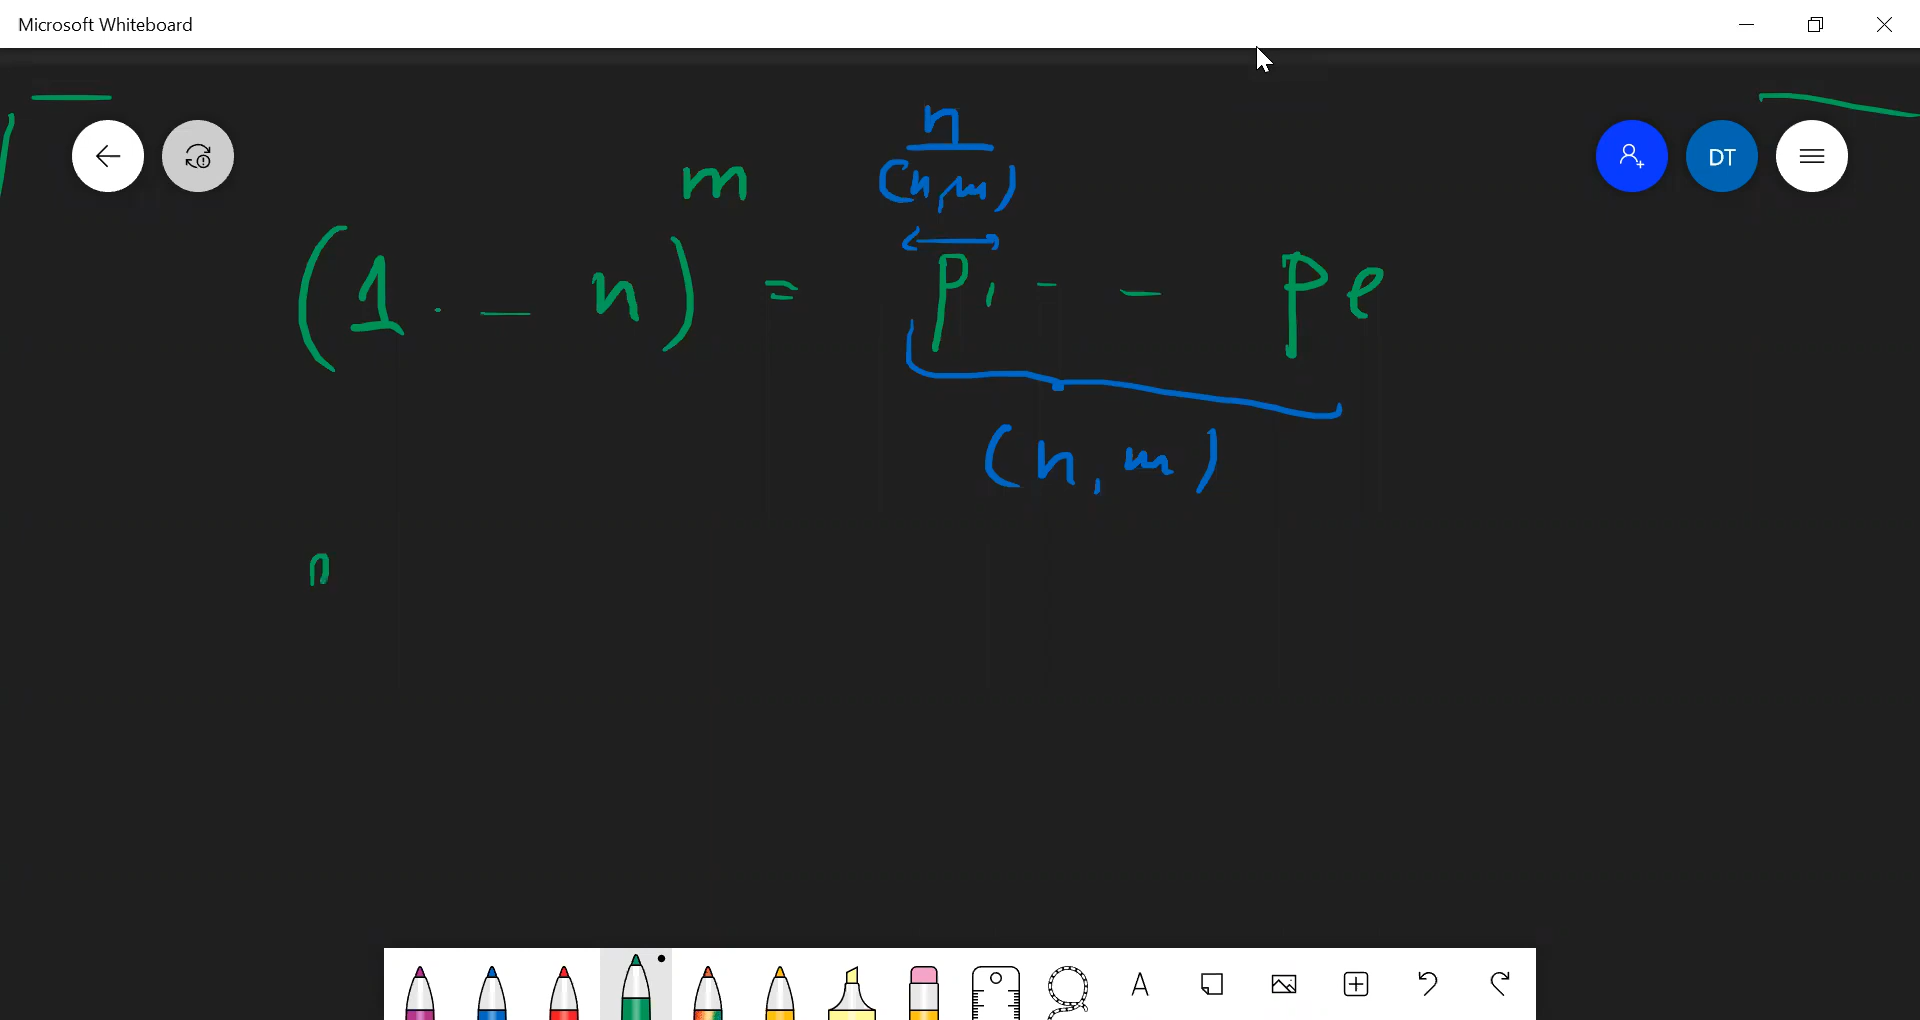 Microsoft Whiteboard
DT
n
(n,m)
(1 . _ n)^m = p₁ - - pe
(n, m)
n
A